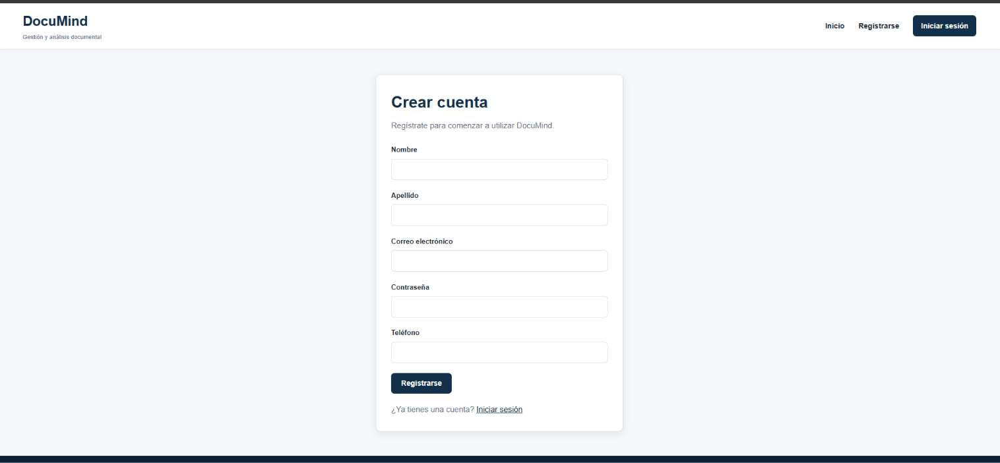 DocuMind
Gestión y análisis documental
Inicio
Registrarse
Iniciar sesión
Crear cuenta
Regístrate para comenzar a utilizar DocuMind.
Nombre
Apellido
Correo electrónico
Contraseña
Teléfono
Registrarse
¿Ya tienes una cuenta? Iniciar sesión